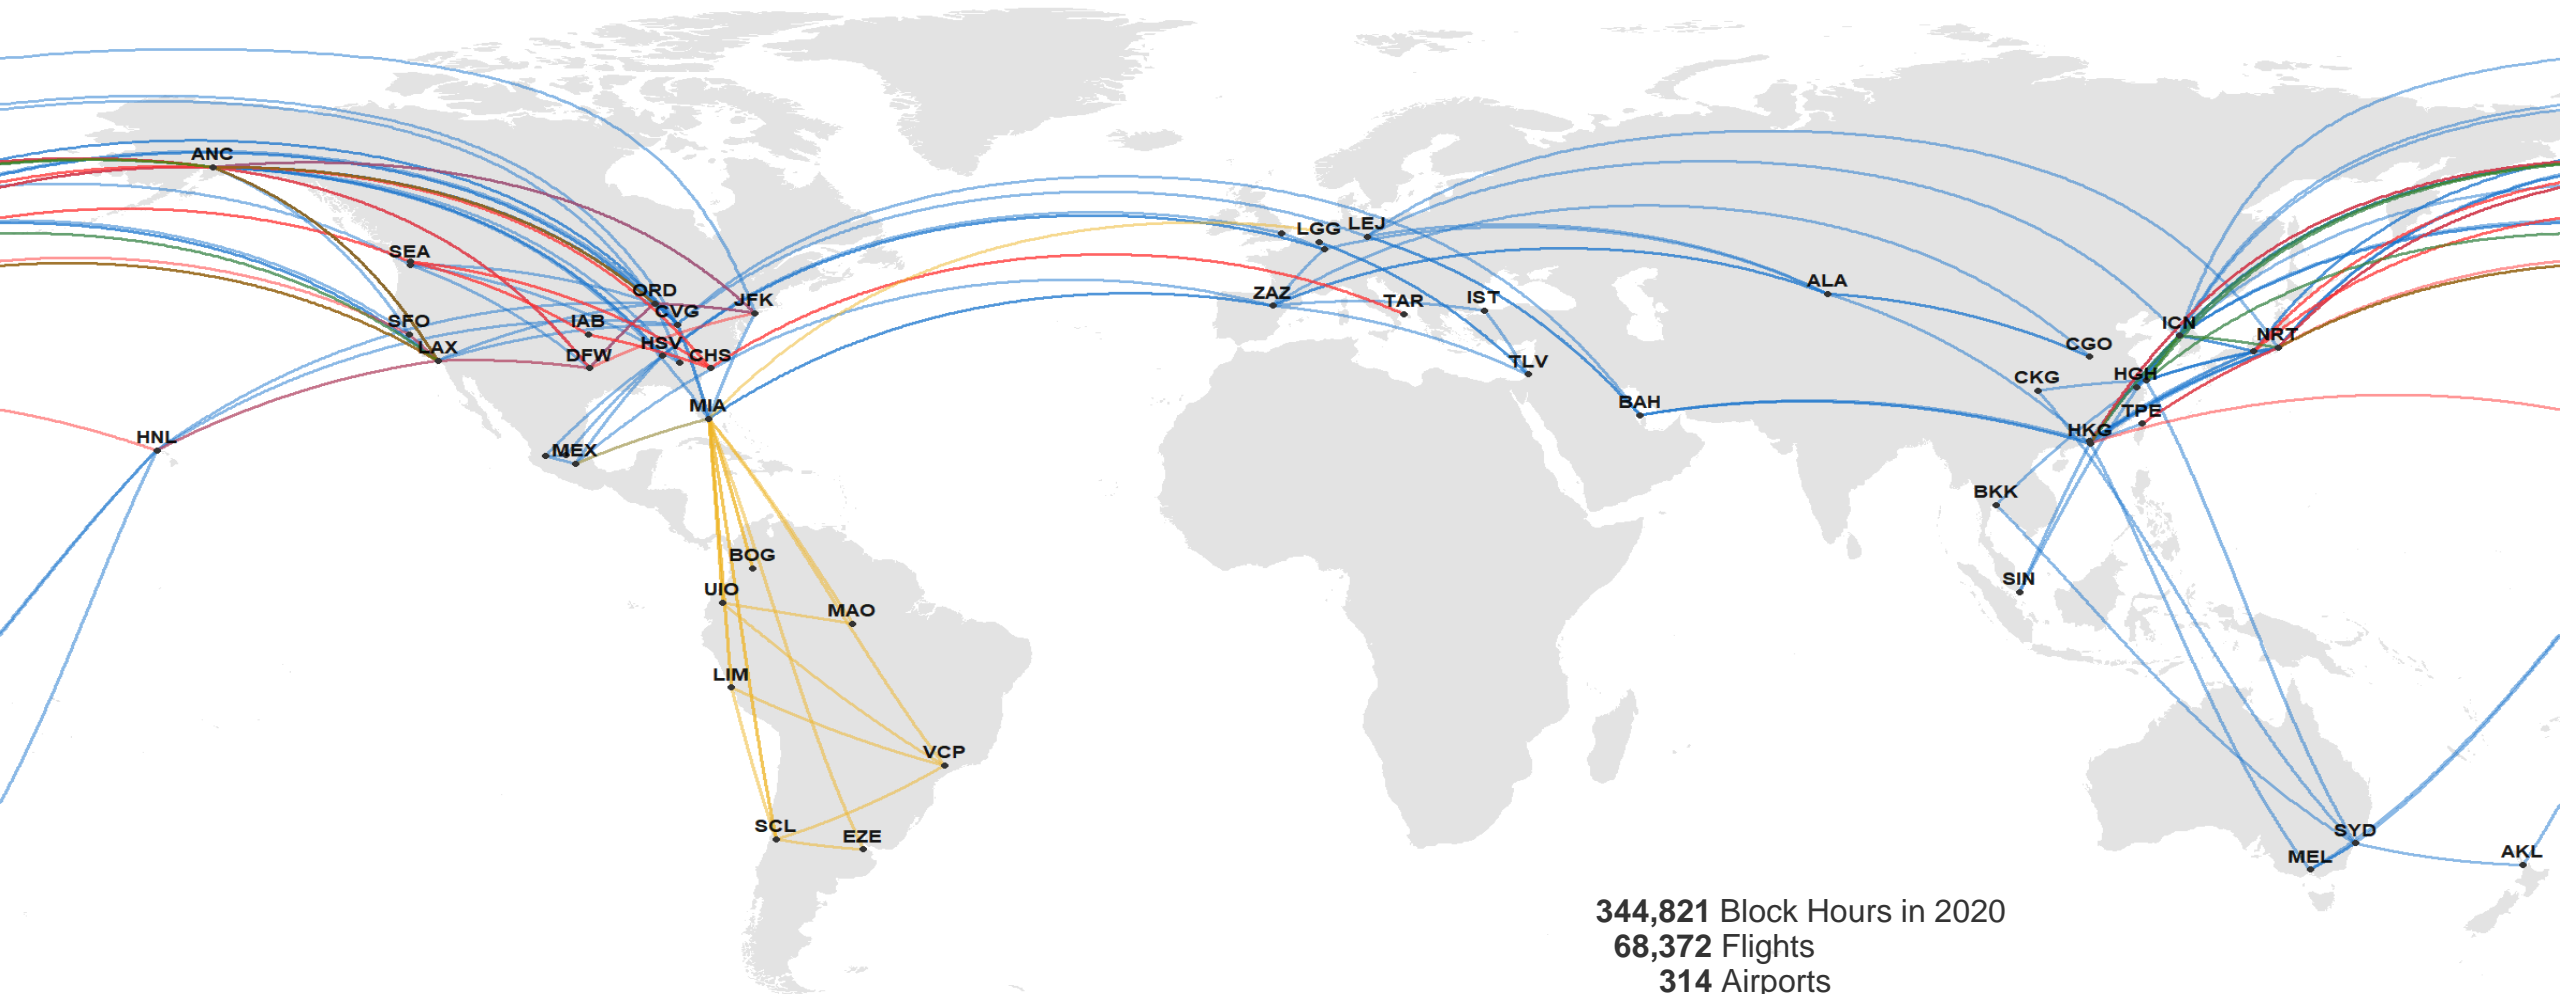 ANC
SEA
SFO
LAX
HNL
ORD
CVG
JFK
IAB
HSV
DFW
CHS
MIA
MEX
BOG
UIO
MAO
LIM
VCP
SCL
EZE
LGG
LEJ
ZAZ
TAR
IST
TLV
BAH
ALA
CGO
CKG
ICN
NRT
HGH
TPE
HKG
BKK
SIN
SYD
MEL
AKL
344,821 Block Hours in 2020
68,372 Flights
314 Airports